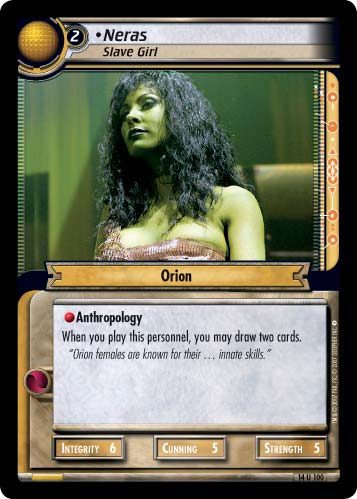 2 •Neras
Slave Girl
Orion
Anthropology
When you play this personnel, you may draw two cards.
"Orion females are known for their … innate skills."
INTEGRITY 6 CUNNING 5 STRENGTH 5
14 U 100